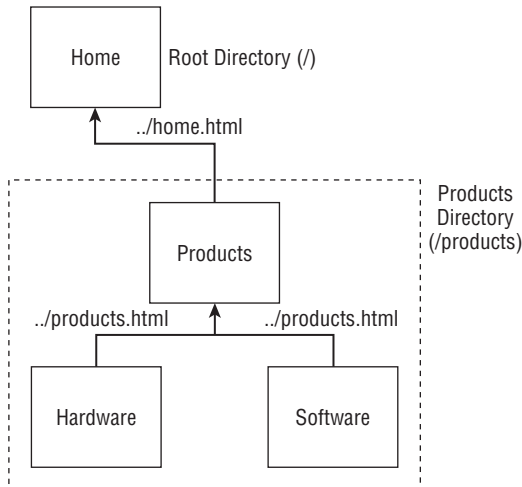 Home
Root Directory (/)
../home.html
Products
Directory
(/products)
Products
../products.html
../products.html
Hardware
Software